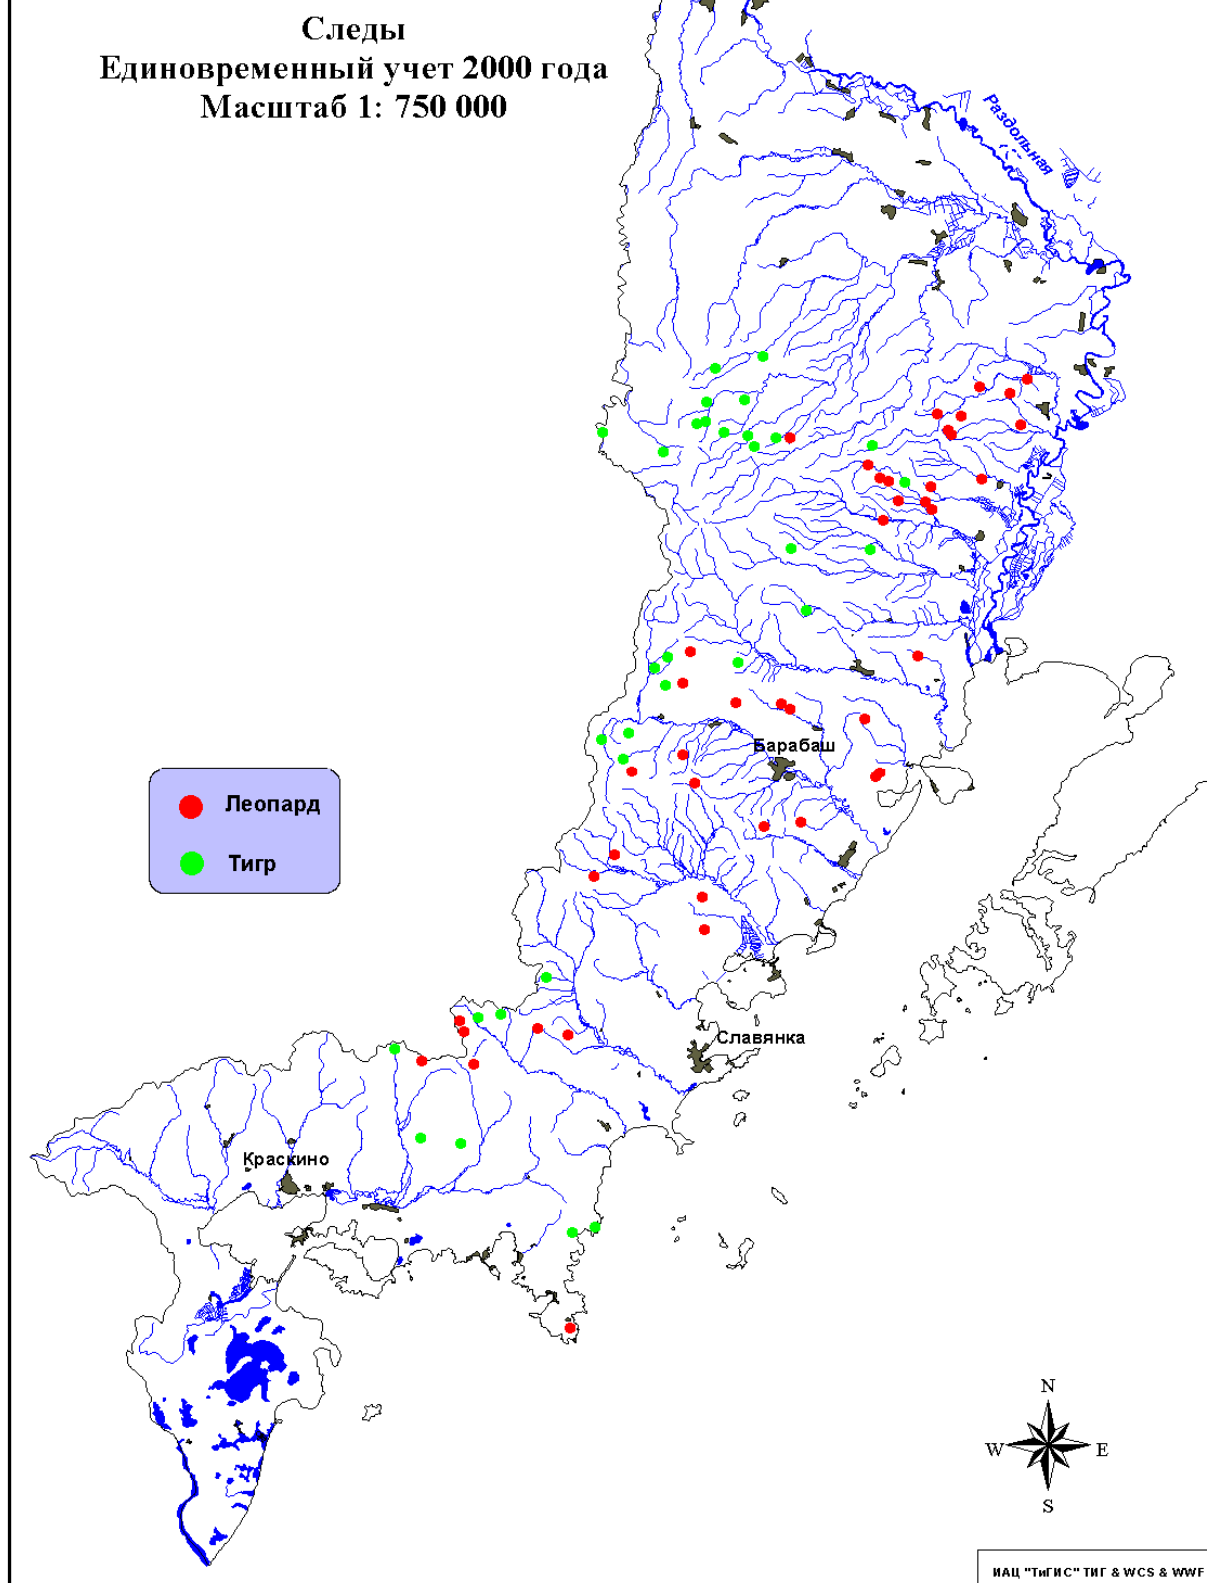 Следы
Единовременный учет 2000 года
Масштаб 1: 750 000
Раздольная
Барабаш
Леопард
Тигр
Славянка
Краскино
N
W
E
S
ИАЦ "ТиГИС" ТИГ & WCS & WWF